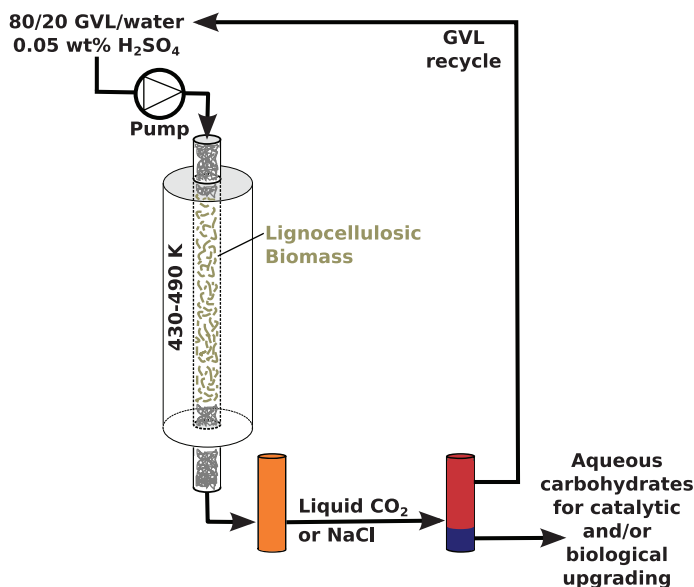 80/20 GVL/water
0.05 wt% H₂SO₄
GVL
recycle
Pump
Lignocellulosic
Biomass
430-490 K
Liquid CO₂
or NaCl
Aqueous
carbohydrates
for catalytic
and/or
biological
upgrading